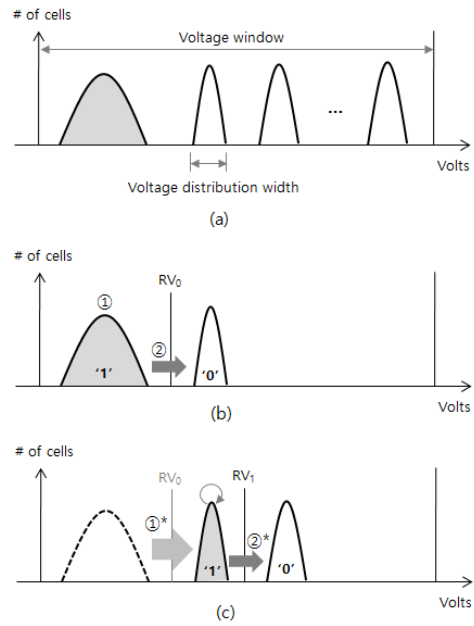 # of cells
Voltage window
...
Volts
Voltage distribution width
(a)
# of cells
RV0
①
②
'1'
'0'
Volts
(b)
# of cells
RV0
RV1
①*
②*
'1'
'0'
Volts
(c)